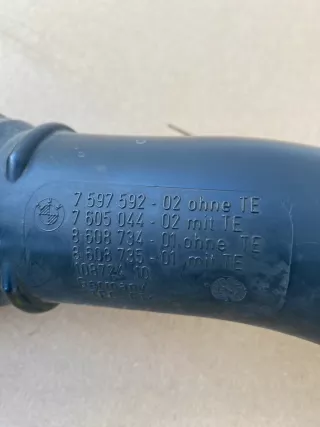 7 597 592 - 02 ohne TE
7 605 044 - 02 mit TE
8 608 734 - 01 ohne TE
8 608 735 - 01 mit TE